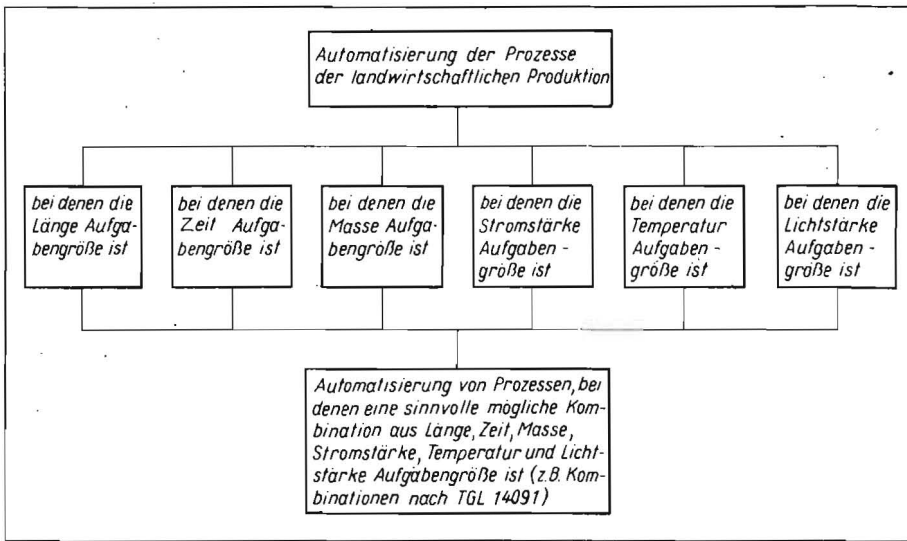 Automatisierung der Prozesse
der landwirtschaftlichen Produktion
bei denen die
Länge Aufga-
bengröße ist
bei denen die
Zeit Aufga-
bengröße ist
bei denen die
Masse Aufga-
bengröße ist
bei denen die
Stromstärke
Aufgaben-
größe ist
bei denen die
Temperatur
Aufgaben-
größe ist
bei denen die
Lichtstärke
Aufgaben-
größe ist
Automatisierung von Prozessen, bei
denen eine sinnvolle mögliche Kom-
bination aus Länge, Zeit, Masse,
Stromstärke, Temperatur und Licht-
stärke Aufgabengröße ist (z.B. Kom-
binationen nach TGL 14091)